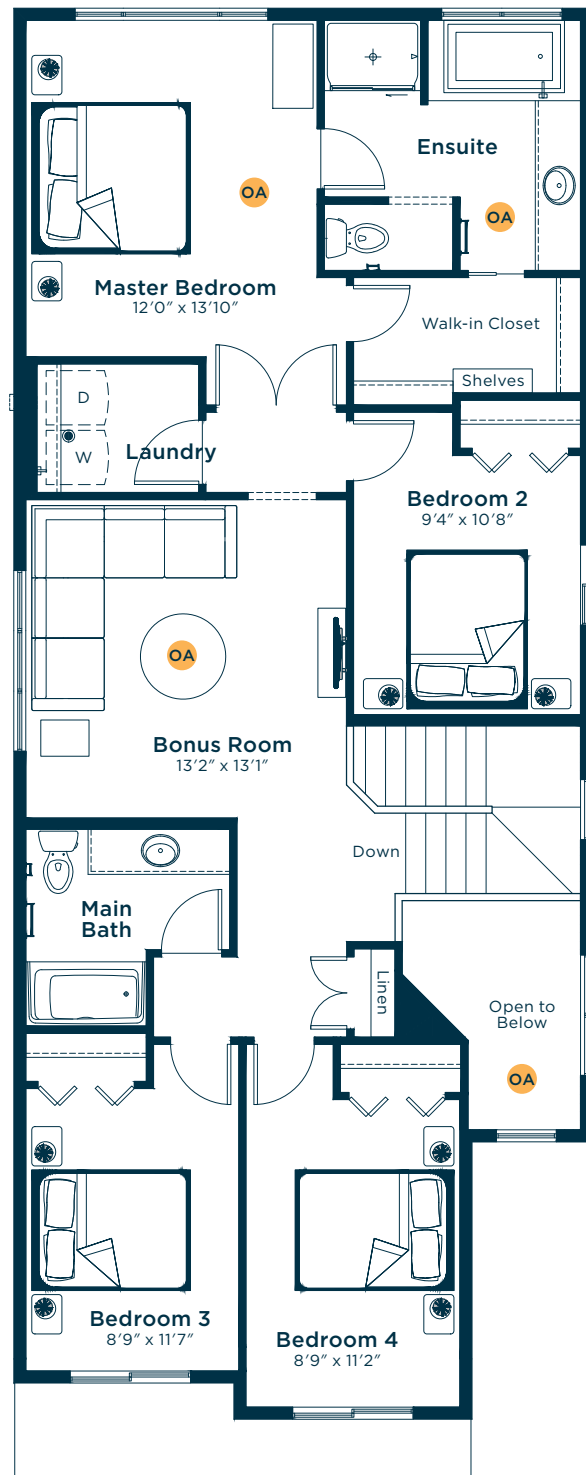 Ensuite
OA
OA
Master Bedroom
12'0" x 13'10"
Walk-in Closet
Shelves
D
W
Laundry
Bedroom 2
9'4" x 10'8"
OA
Bonus Room
13'2" x 13'1"
Down
Main
Bath
Linen
Open to
Below
OA
Bedroom 3
8'9" x 11'7"
Bedroom 4
8'9" x 11'2"